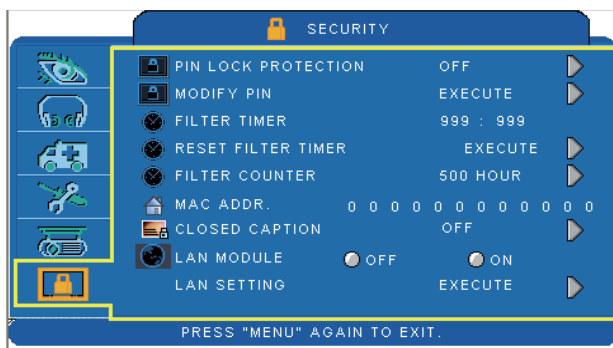 SECURITY
PIN LOCK PROTECTION OFF
MODIFY PIN EXECUTE
FILTER TIMER 999 : 999
RESET FILTER TIMER EXECUTE
FILTER COUNTER 500 HOUR
MAC ADDR. 0 0 0 0 0 0 0 0 0 0 0
CLOSED CAPTION OFF
LAN MODULE OFF ON
LAN SETTING EXECUTE
PRESS "MENU" AGAIN TO EXIT.